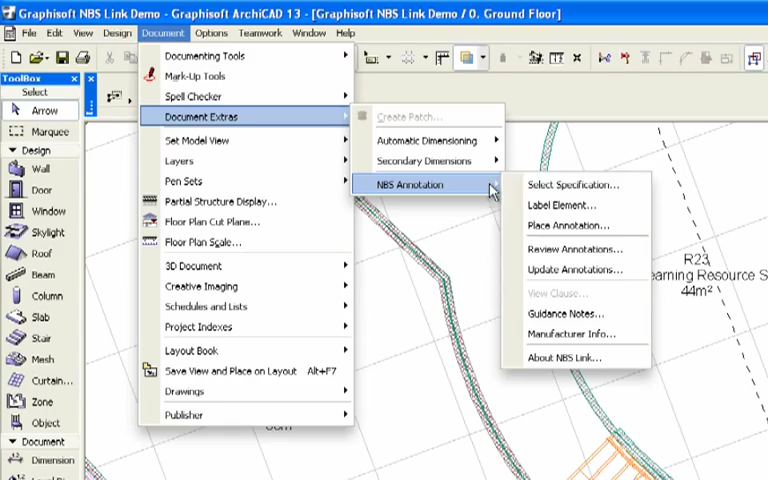 Graphisoft NBS Link Demo - Graphisoft ArchiCAD 13 - [Graphisoft NBS Link Demo / 0. Ground Floor]
File Edit View Design Document Options Teamwork Window Help
ToolBox
Select
Arrow
Marquee
Design
Wall
Door
Window
Skylight
Roof
Beam
Column
Slab
Stair
Mesh
Curtain...
Zone
Object
Document
Dimension
Documenting Tools
Mark-Up Tools
Spell Checker
Document Extras
Set Model View
Layers
Pen Sets
Partial Structure Display...
Floor Plan Cut Plane...
Floor Plan Scale...
3D Document
Creative Imaging
Schedules and Lists
Project Indexes
Layout Book
Save View and Place on Layout Alt+F7
Drawings
Publisher
Create Patch...
Automatic Dimensioning
Secondary Dimensions
NBS Annotation
Select Specification...
Label Element...
Place Annotation...
Review Annotations...
Update Annotations...
View Clause...
Guidance Notes...
Manufacturer Info...
About NBS Link...
R23
earning Resource S
44m²